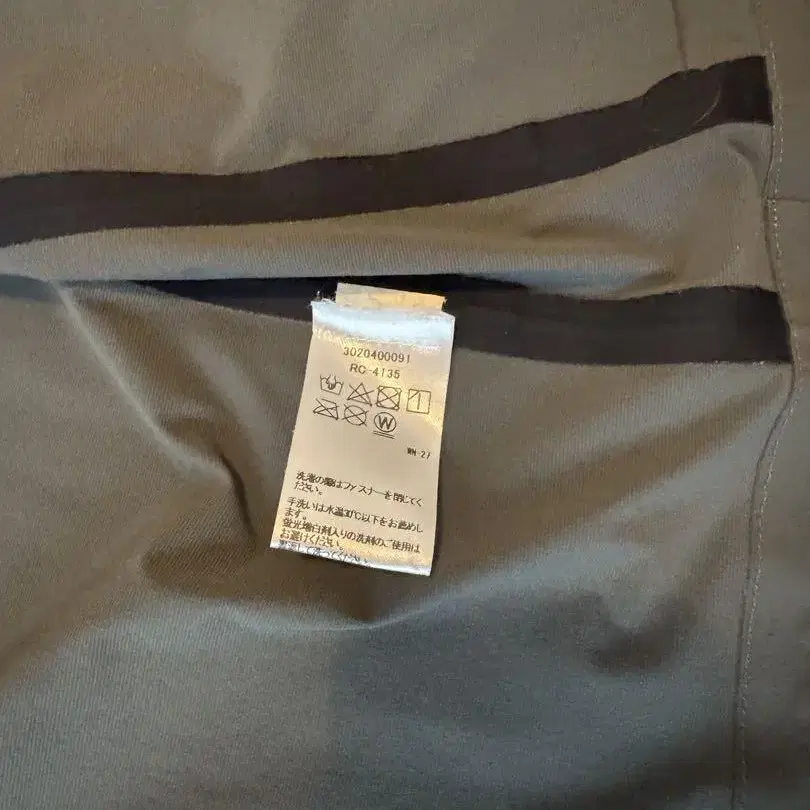 3020400091
RC-4135
W
WN-27
洗濯の際はファスナーを閉じてく
ださい。
手洗いは水温30℃以下をお薦めし
ます。
蛍光増白剤入りの洗剤のご使用は
お避けください。